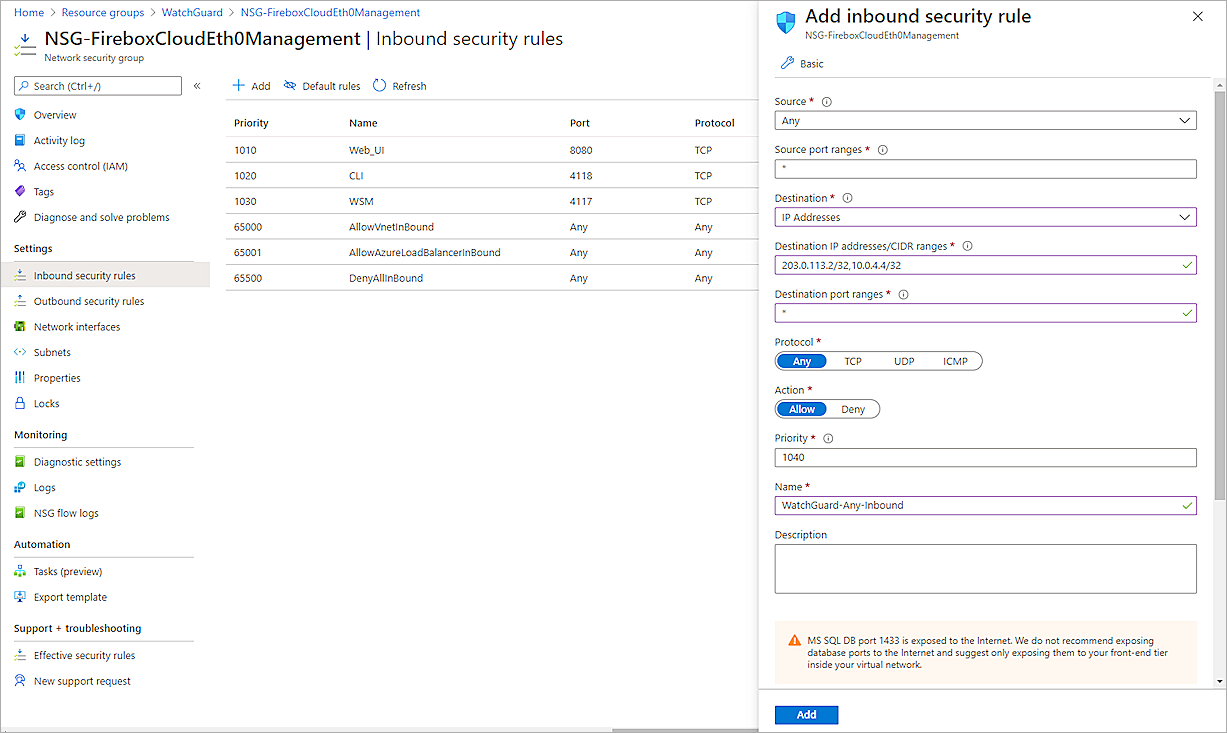 Home > Resource groups > WatchGuard > NSG-FireboxCloudEth0Management
NSG-FireboxCloudEth0Management | Inbound security rules
Network security group
Search (Ctrl+/)
«
Overview
Activity log
Access control (IAM)
Tags
Diagnose and solve problems
Settings
Inbound security rules
Outbound security rules
Network interfaces
Subnets
Properties
Locks
Monitoring
Diagnostic settings
Logs
NSG flow logs
Automation
Tasks (preview)
Export template
Support + troubleshooting
Effective security rules
New support request
+ Add Default rules Refresh
Priority Name Port Protocol
1010 Web_UI 8080 TCP
1020 CLI 4118 TCP
1030 WSM 4117 TCP
65000 AllowVnetInBound Any Any
65001 AllowAzureLoadBalancerInBound Any Any
65500 DenyAllInBound Any Any
Add inbound security rule
NSG-FireboxCloudEth0Management
Basic
Source *
Any
Source port ranges *
*
Destination *
IP Addresses
Destination IP addresses/CIDR ranges *
203.0.113.2/32,10.0.4.4/32
Destination port ranges *
*
Protocol *
Any TCP UDP ICMP
Action *
Allow Deny
Priority *
1040
Name *
WatchGuard-Any-Inbound
Description
MS SQL DB port 1433 is exposed to the Internet. We do not recommend exposing
database ports to the Internet and suggest only exposing them to your front-end tier
inside your virtual network.
Add